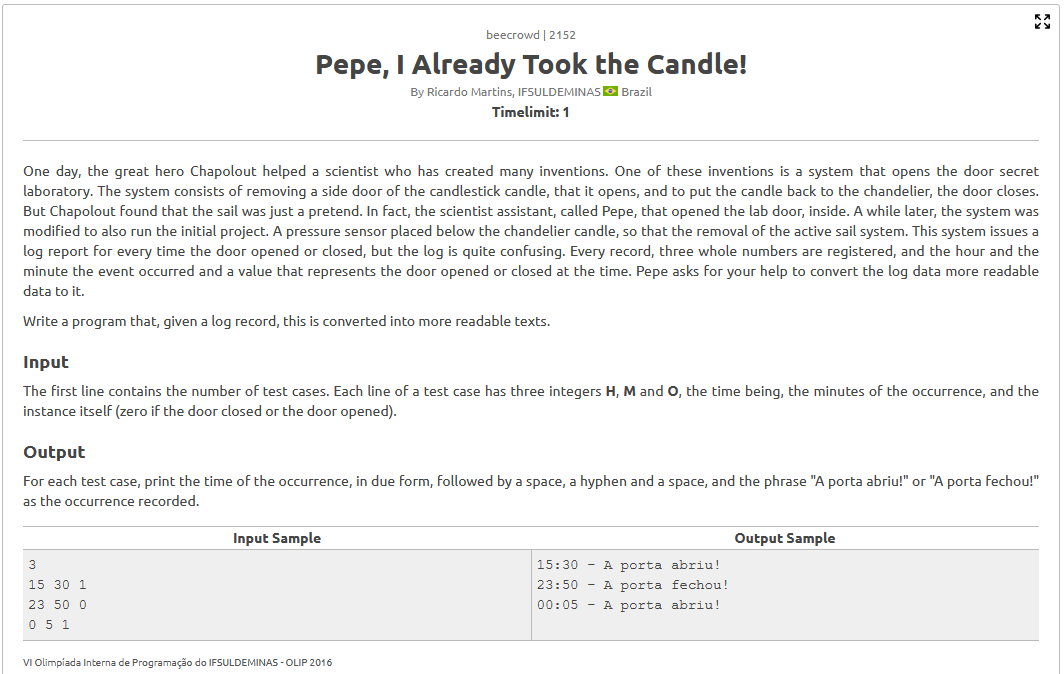 beecrowd | 2152
Pepe, I Already Took the Candle!
By Ricardo Martins, IFSULDEMINAS Brazil
Timelimit: 1
One day, the great hero Chapolout helped a scientist who has created many inventions. One of these inventions is a system that opens the door secret
laboratory. The system consists of removing a side door of the candlestick candle, that it opens, and to put the candle back to the chandelier, the door closes.
But Chapolout found that the sail was just a pretend. In fact, the scientist assistant, called Pepe, that opened the lab door, inside. A while later, the system was
modified to also run the initial project. A pressure sensor placed below the chandelier candle, so that the removal of the active sail system. This system issues a
log report for every time the door opened or closed, but the log is quite confusing. Every record, three whole numbers are registered, and the hour and the
minute the event occurred and a value that represents the door opened or closed at the time. Pepe asks for your help to convert the log data more readable
data to it.
Write a program that, given a log record, this is converted into more readable texts.
Input
The first line contains the number of test cases. Each line of a test case has three integers H, M and O, the time being, the minutes of the occurrence, and the
instance itself (zero if the door closed or the door opened).
Output
For each test case, print the time of the occurrence, in due form, followed by a space, a hyphen and a space, and the phrase "A porta abriu!" or "A porta fechou!"
as the occurrence recorded.
Input Sample
Output Sample
3
15 30 1
23 50 0
0 5 1
15:30 - A porta abriu!
23:50 - A porta fechou!
00:05 - A porta abriu!
VI Olimpíada Interna de Programação do IFSULDEMINAS - OLIP 2016